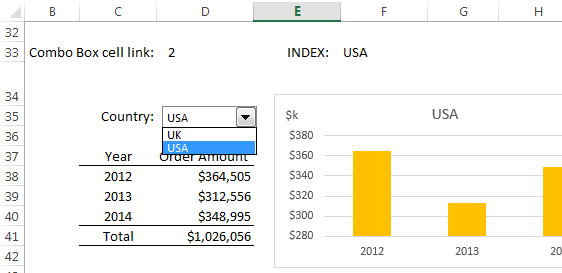 B C D E F G H
32
33 Combo Box cell link: 2 INDEX: USA
34
35 Country: USA $k USA
36 UK $380
USA
37 Year Order Amount $360
38 2012 $364,505 $340
39 2013 $312,556 $320
40 2014 $348,995 $300
41 Total $1,026,056 $280
42 2012 2013 20